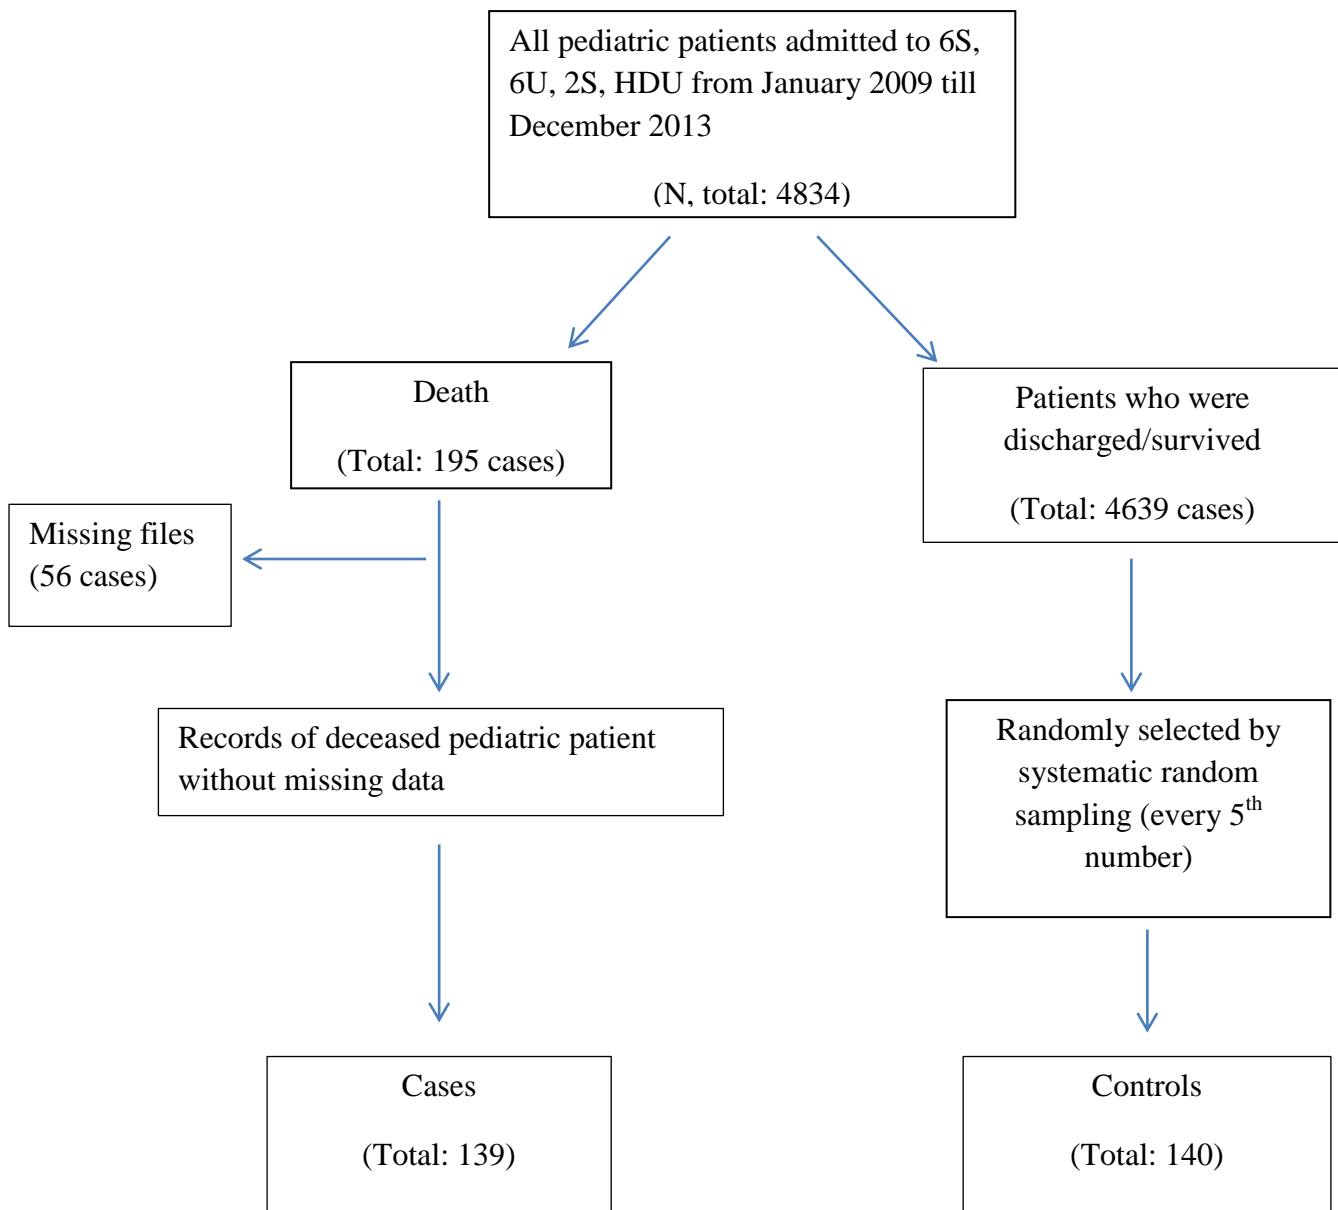 All pediatric patients admitted to 6S,
6U, 2S, HDU from January 2009 till
December 2013
(N, total: 4834)
Death
(Total: 195 cases)
Patients who were
discharged/survived
(Total: 4639 cases)
Missing files
(56 cases)
Records of deceased pediatric patient
without missing data
Randomly selected by
systematic random
sampling (every 5th
number)
Cases
(Total: 139)
Controls
(Total: 140)